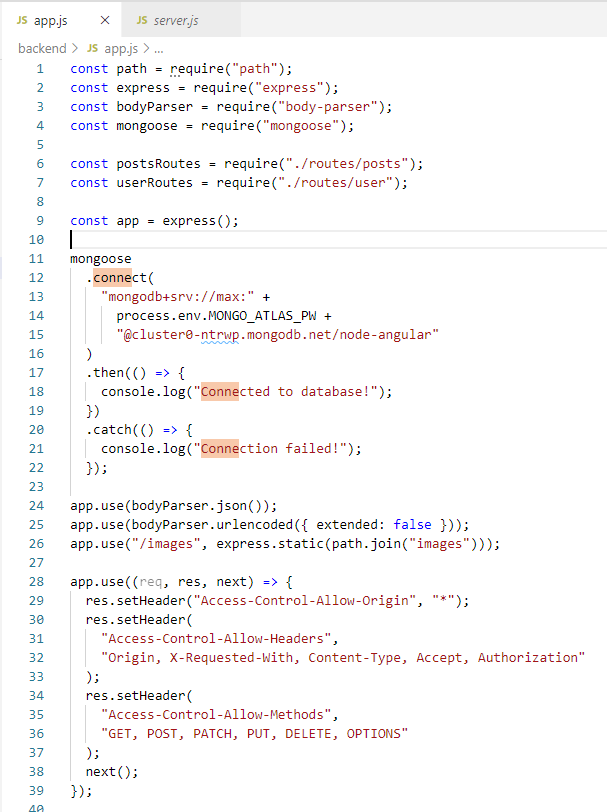 JS app.js × JS server.js
backend > JS app.js > ...
1 const path = require("path");
2 const express = require("express");
3 const bodyParser = require("body-parser");
4 const mongoose = require("mongoose");
5
6 const postsRoutes = require("./routes/posts");
7 const userRoutes = require("./routes/user");
8
9 const app = express();
10
11 mongoose
12   .connect(
13     "mongodb+srv://max:" +
14       process.env.MONGO_ATLAS_PW +
15       "@cluster0-ntrwp.mongodb.net/node-angular"
16   )
17   .then(() => {
18     console.log("Connected to database!");
19   })
20   .catch(() => {
21     console.log("Connection failed!");
22   });
23
24 app.use(bodyParser.json());
25 app.use(bodyParser.urlencoded({ extended: false }));
26 app.use("/images", express.static(path.join("images")));
27
28 app.use((req, res, next) => {
29   res.setHeader("Access-Control-Allow-Origin", "*");
30   res.setHeader(
31     "Access-Control-Allow-Headers",
32     "Origin, X-Requested-With, Content-Type, Accept, Authorization"
33   );
34   res.setHeader(
35     "Access-Control-Allow-Methods",
36     "GET, POST, PATCH, PUT, DELETE, OPTIONS"
37   );
38   next();
39 });
40